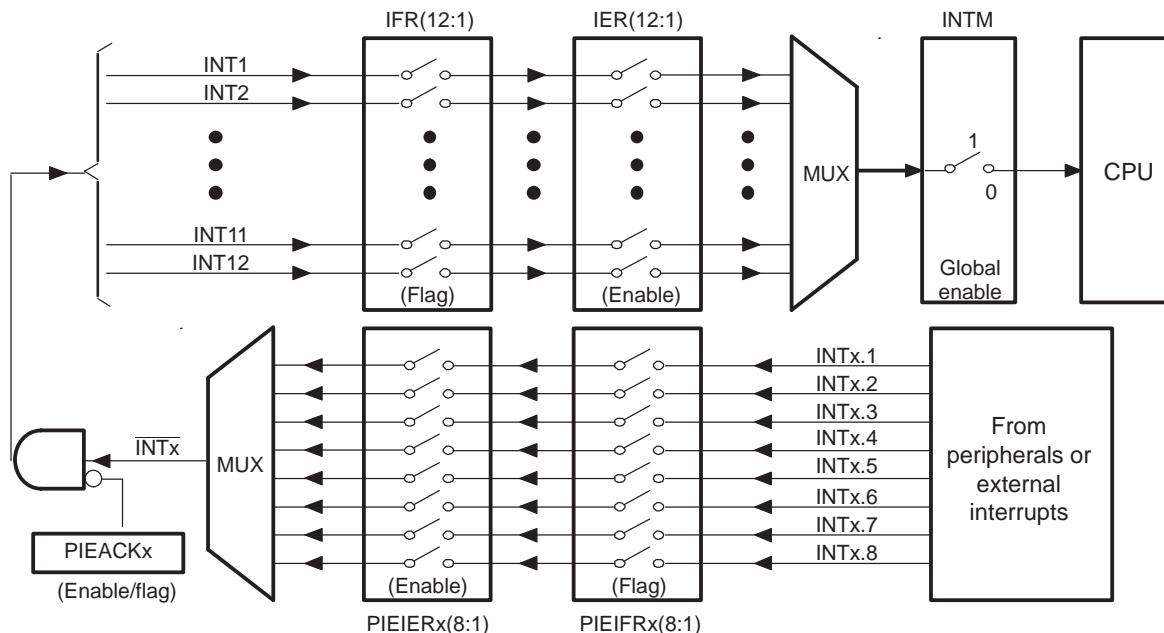 IFR(12:1)
IER(12:1)
INTM
INT1
INT2
1
MUX
CPU
0
INT11
INT12
(Flag)
(Enable)
Global
enable
INTx.1
INTx.2
INTx.3
INTx.4
INTx.5
INTx.6
INTx.7
INTx.8
From
peripherals or
external
interrupts
INTx
MUX
PIEACKx
(Enable/flag)
(Enable)
(Flag)
PIEIERx(8:1)
PIEIFRx(8:1)